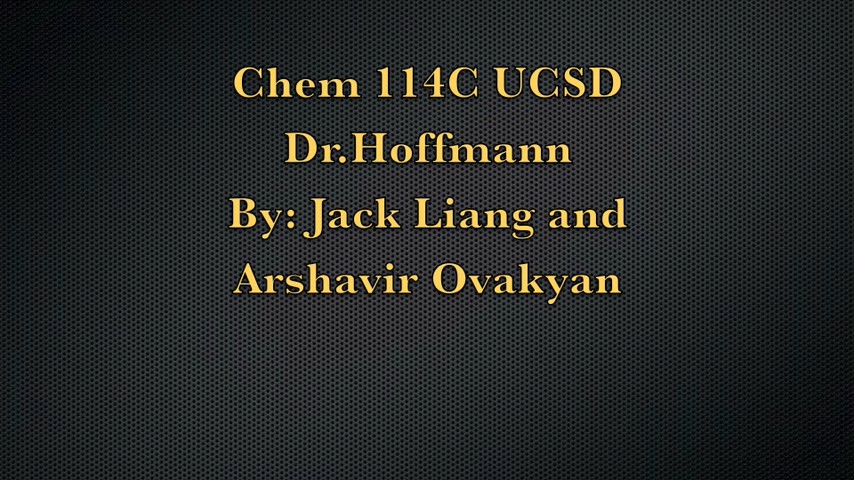 Chem 114C UCSD
Dr.Hoffmann
By: Jack Liang and
Arshavir Ovakyan